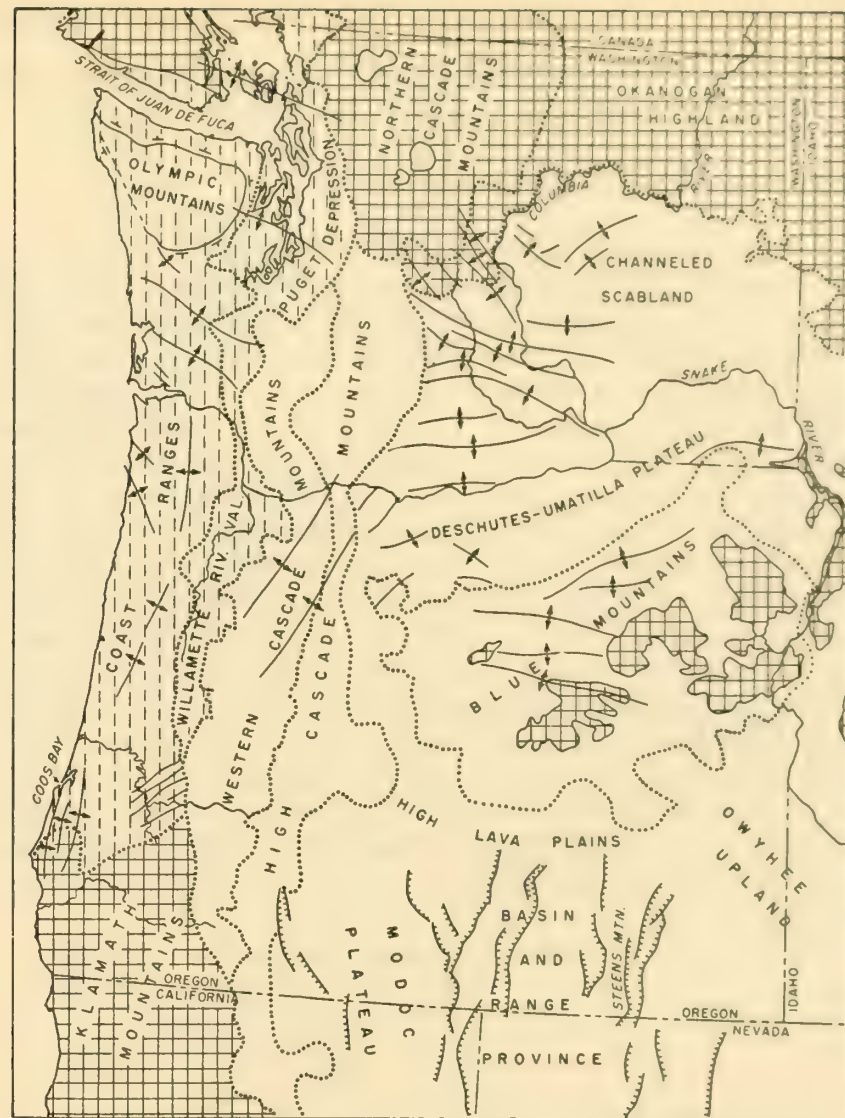 CANADA
WASHINGTON
STRAIT OF JUAN DE FUCA
NORTHERN
CASCADE
MOUNTAINS
OKANOGAN
HIGHLAND
WASHINGTON
IDAHO
OLYMPIC
MOUNTAINS
PUGET DEPRESSION
COLUMBIA
RIVER
CHANNELED
SCABLAND
MOUNTAINS
MOUNTAINS
SNAKE
RIVER
COAST RANGES
WILLAMETTE RIV. VAL
DESCHUTES-UMATILLA PLATEAU
WESTERN CASCADE
HIGH CASCADE
BLUE MOUNTAINS
COOS BAY
HIGH
LAVA PLAINS
OWYHEE
UPLAND
KLAMATH
MOUNTAINS
MODOC
PLATEAU
BASIN
AND
RANGE
PROVINCE
STEENS MTN.
OREGON
CALIFORNIA
OREGON
NEVADA
IDAHO